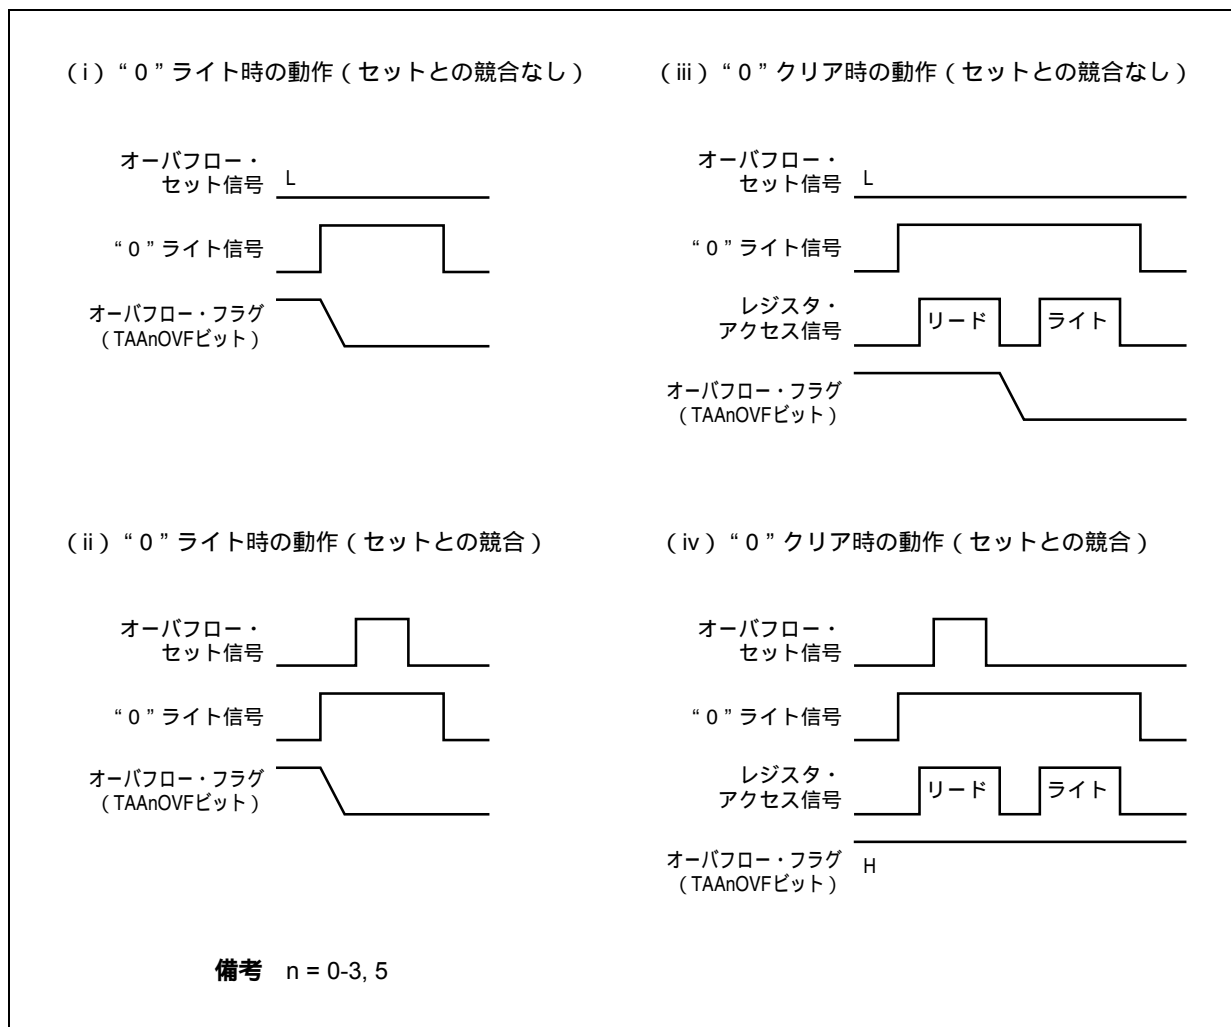 (i) “0”ライト時の動作(セットとの競合なし)
オーバフロー・
セット信号
L
“0”ライト信号
オーバフロー・フラグ
(TAAnOVFビット)
(iii) “0”クリア時の動作(セットとの競合なし)
オーバフロー・
セット信号
L
“0”ライト信号
レジスタ・
アクセス信号
リード
ライト
オーバフロー・フラグ
(TAAnOVFビット)
(ii) “0”ライト時の動作(セットとの競合)
オーバフロー・
セット信号
“0”ライト信号
オーバフロー・フラグ
(TAAnOVFビット)
(iv) “0”クリア時の動作(セットとの競合)
オーバフロー・
セット信号
“0”ライト信号
レジスタ・
アクセス信号
リード
ライト
オーバフロー・フラグ
(TAAnOVFビット)
H
備考 n = 0-3, 5